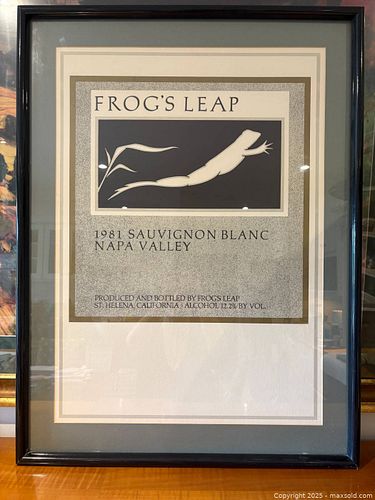 FROG'S LEAP
1981 SAUVIGNON BLANC
NAPA VALLEY
PRODUCED AND BOTTLED BY FROG'S LEAP
ST. HELENA, CALIFORNIA · ALCOHOL 12.2% BY VOL.
Copyright © 2025 - maxsold.com